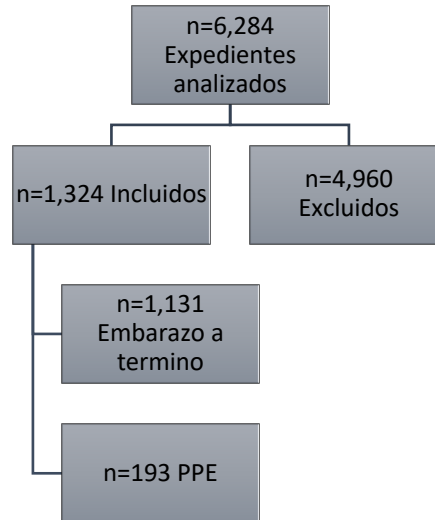 n=6,284
Expedientes
analizados
n=1,324 Incluidos
n=4,960
Excluidos
n=1,131
Embarazo a
termino
n=193 PPE